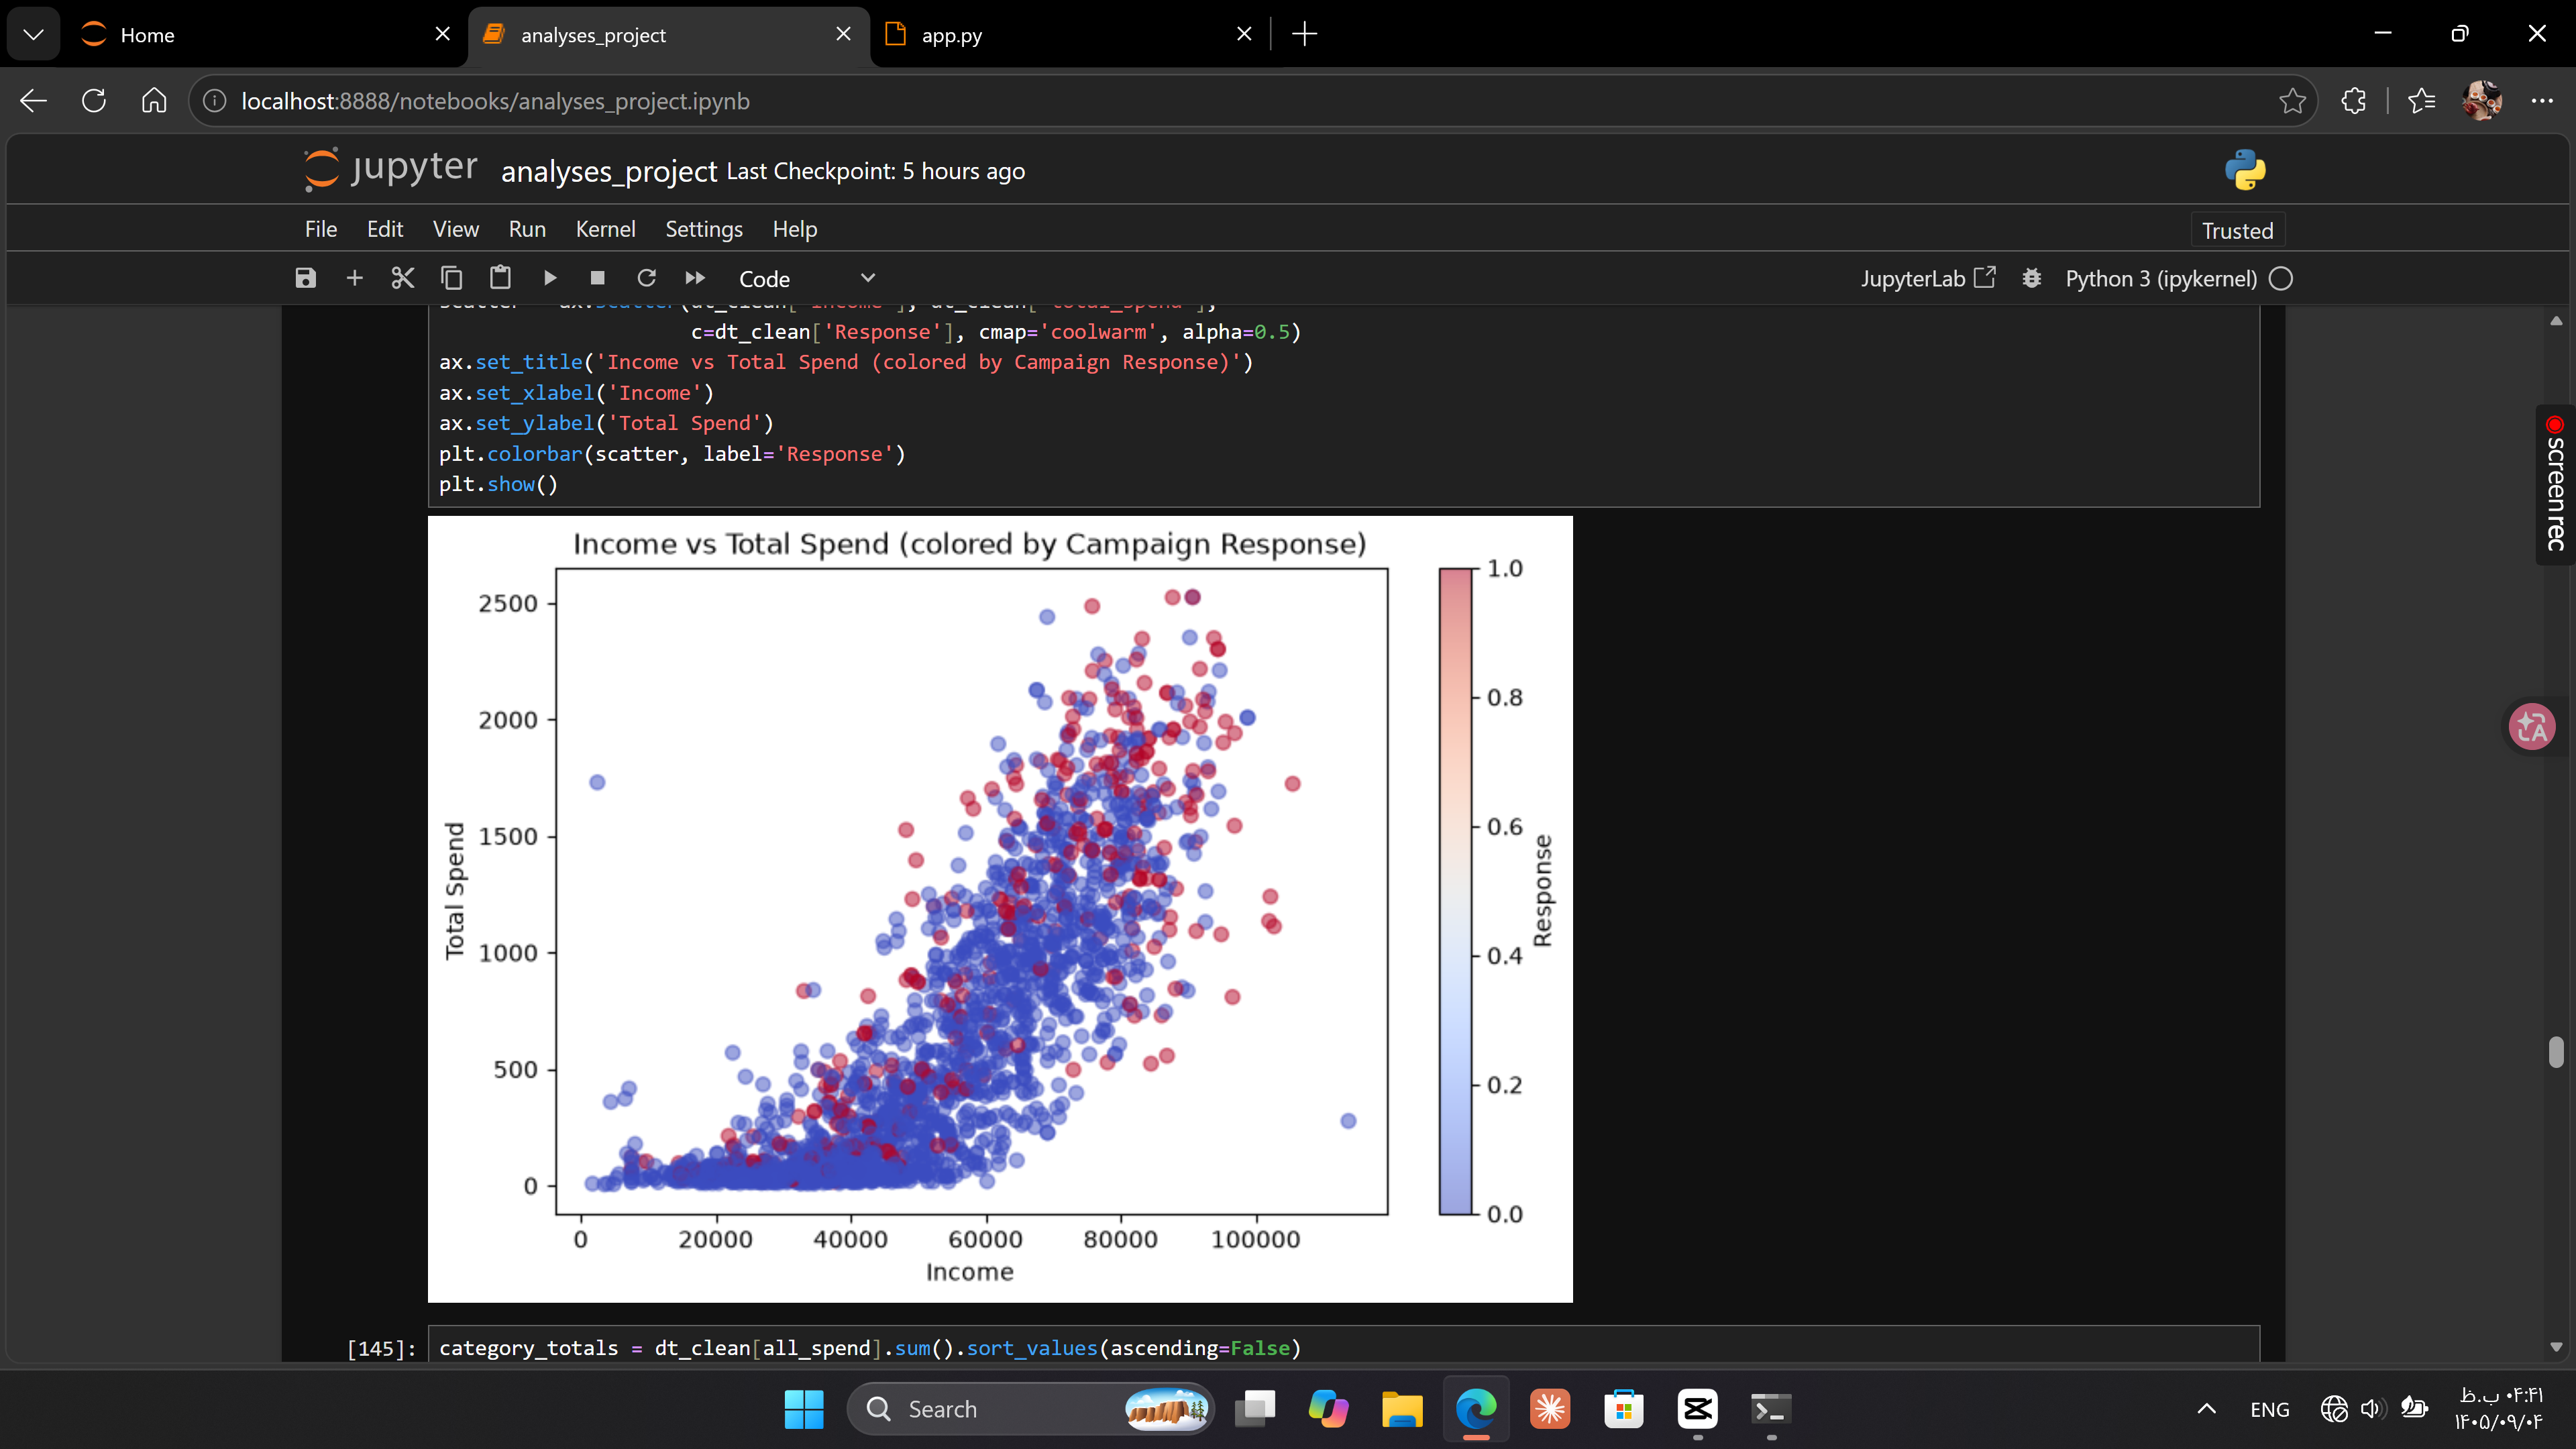 Home
analyses_project
app.py
localhost:8888/notebooks/analyses_project.ipynb
jupyter analyses_project Last Checkpoint: 5 hours ago
File Edit View Run Kernel Settings Help
Trusted
Code
JupyterLab
Python 3 (ipykernel)
c=dt_clean['Response'], cmap='coolwarm', alpha=0.5)
ax.set_title('Income vs Total Spend (colored by Campaign Response)')
ax.set_xlabel('Income')
ax.set_ylabel('Total Spend')
plt.colorbar(scatter, label='Response')
plt.show()
screenrec
Income vs Total Spend (colored by Campaign Response)
2500
2000
1500
1000
500
0
Total Spend
0 20000 40000 60000 80000 100000
Income
1.0
0.8
0.6
0.4
0.2
0.0
Response
[145]:
category_totals = dt_clean[all_spend].sum().sort_values(ascending=False)
Search
ENG
۰۴:۴۱ ب.ظ
۱۴۰۵/۰۹/۰۴